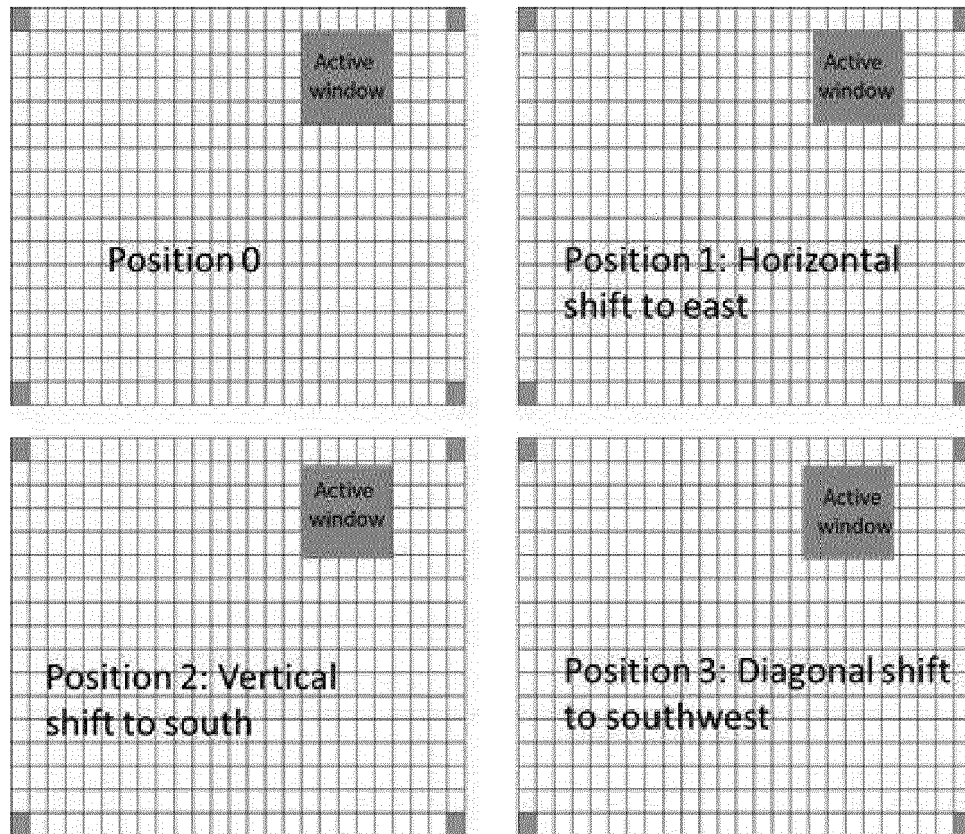 Active
window
Position 0
Active
window
Position 1: Horizontal
shift to east
Active
window
Position 2: Vertical
shift to south
Active
window
Position 3: Diagonal shift
to southwest